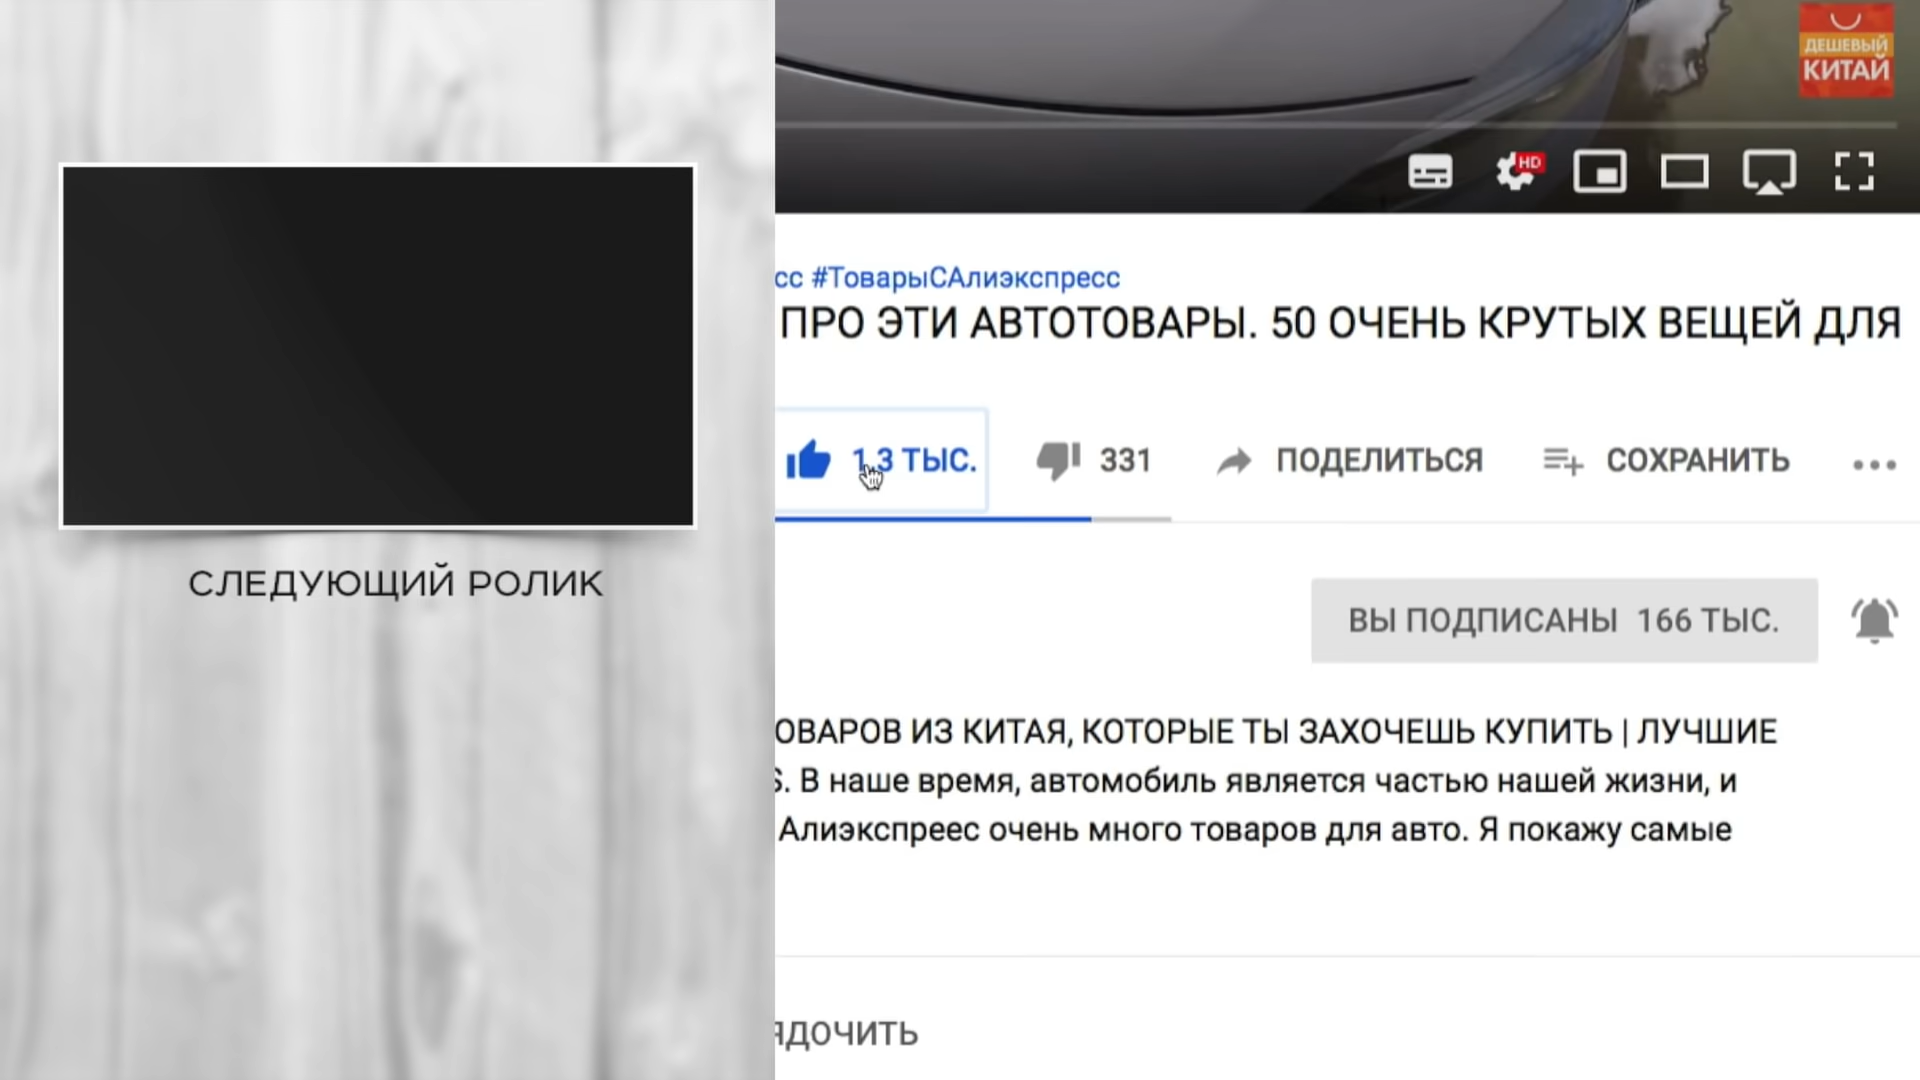 ДЕШЕВЫЙ
КИТАЙ
HD
сс #ТоварыСАлиэкспресс
ПРО ЭТИ АВТОТОВАРЫ. 50 ОЧЕНЬ КРУТЫХ ВЕЩЕЙ ДЛЯ
1,3 ТЫС. 331 ПОДЕЛИТЬСЯ СОХРАНИТЬ
СЛЕДУЮЩИЙ РОЛИК
ВЫ ПОДПИСАНЫ 166 ТЫС.
ОВАРОВ ИЗ КИТАЯ, КОТОРЫЕ ТЫ ЗАХОЧЕШЬ КУПИТЬ | ЛУЧШИЕ
S. В наше время, автомобиль является частью нашей жизни, и
Алиэкспреес очень много товаров для авто. Я покажу самые
ЯДОЧИТЬ